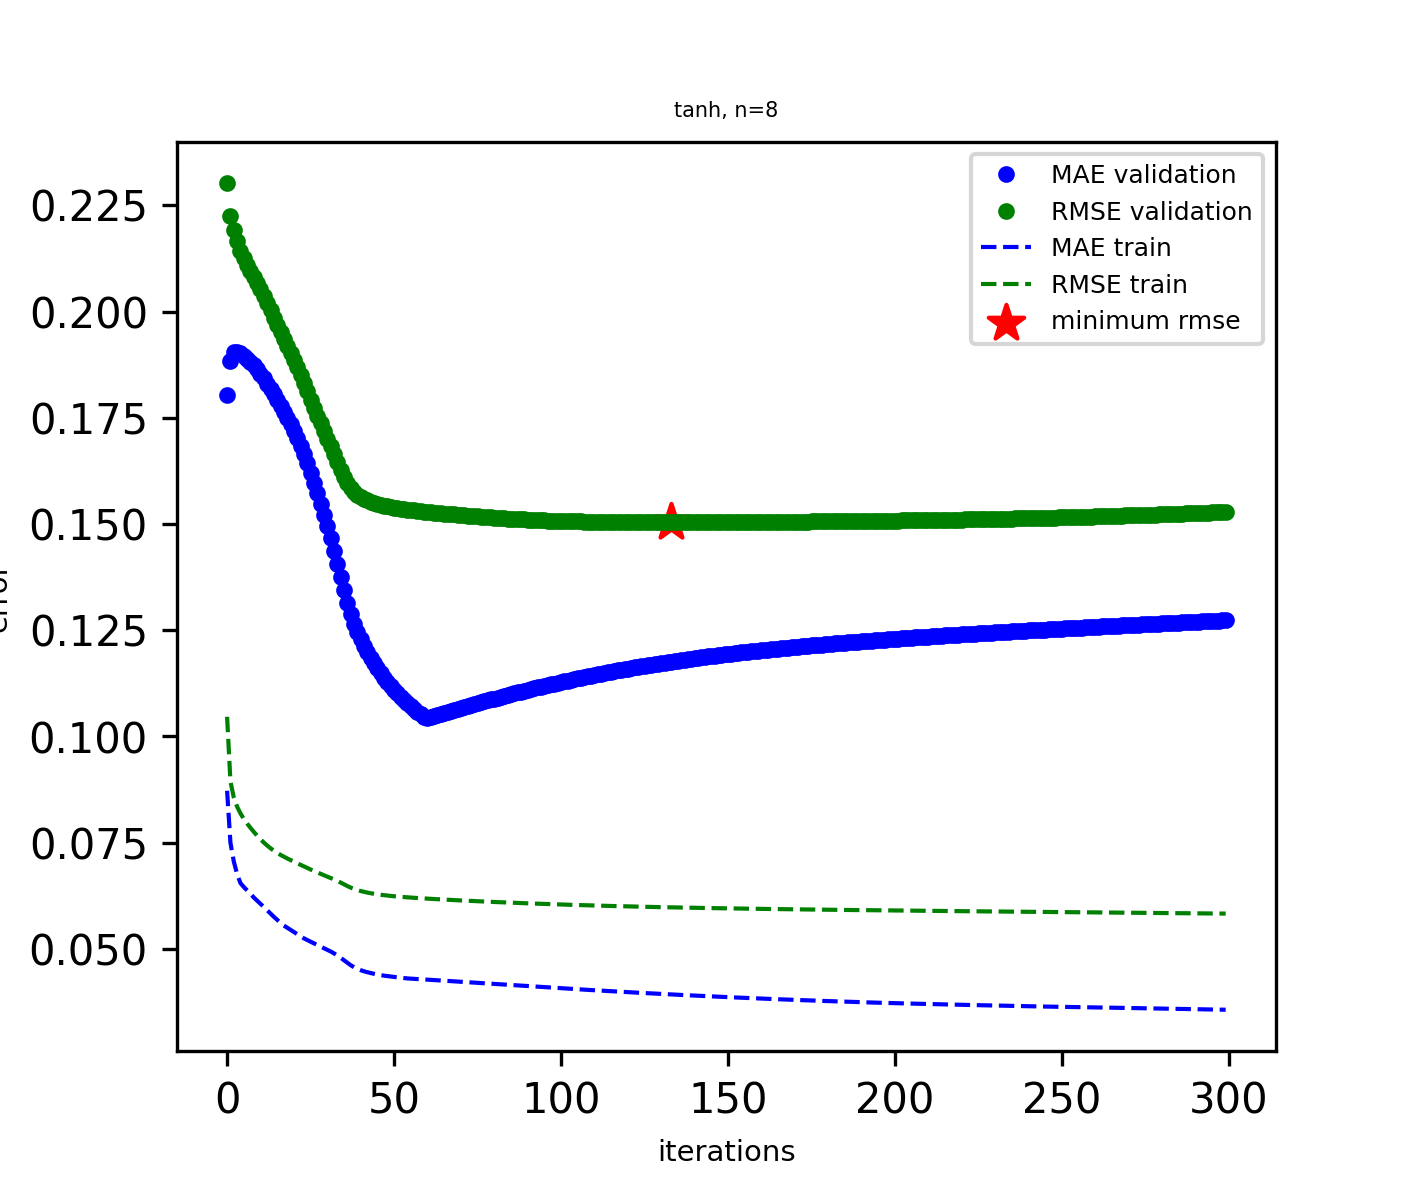 tanh, n=8
MAE validation
RMSE validation
MAE train
RMSE train
minimum rmse
0.225
0.200
0.175
0.150
0.125
0.100
0.075
0.050
0 50 100 150 200 250 300
iterations